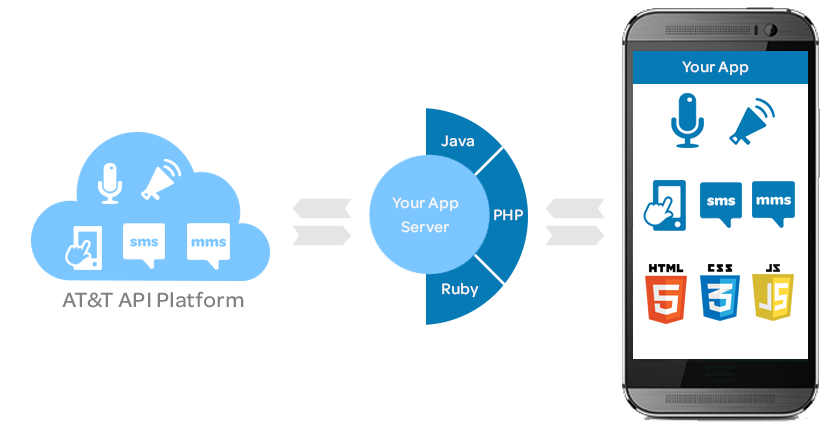 sms
mms
AT&T API Platform
Java
Your App
Server
PHP
Ruby
Your App
sms
mms
HTML
CSS
JS
5
3
JS